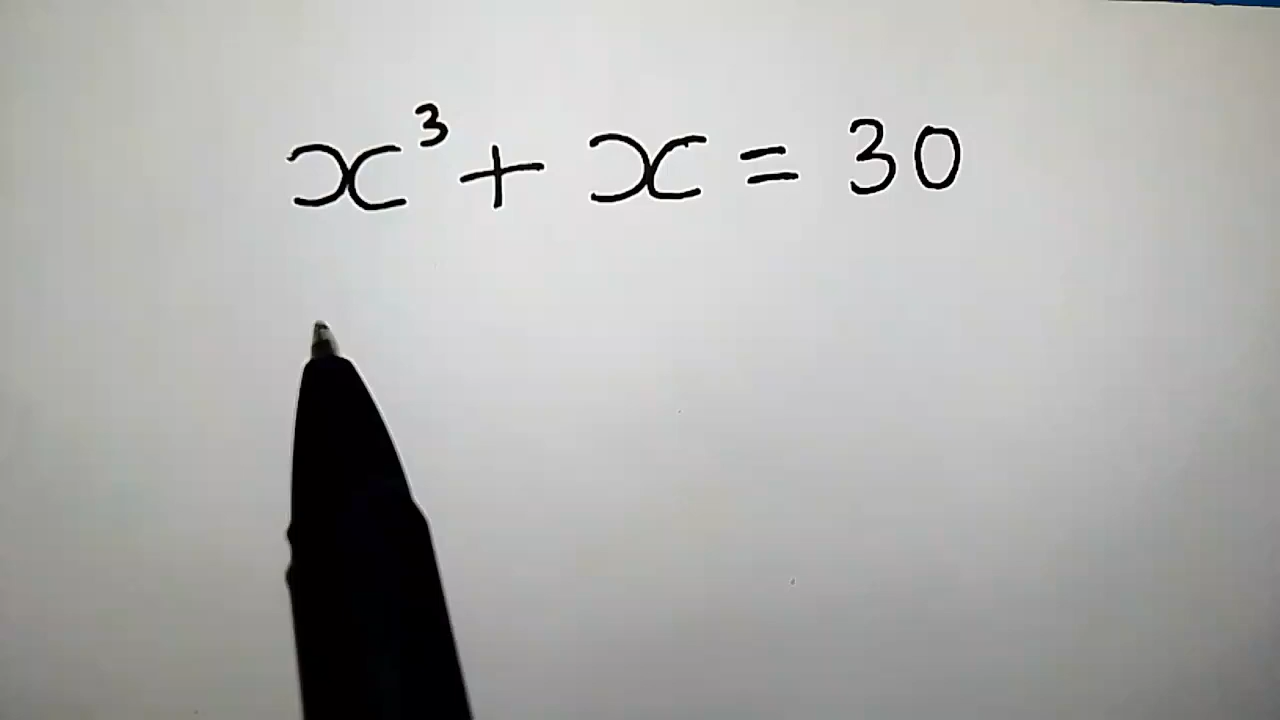 x³ + x = 30